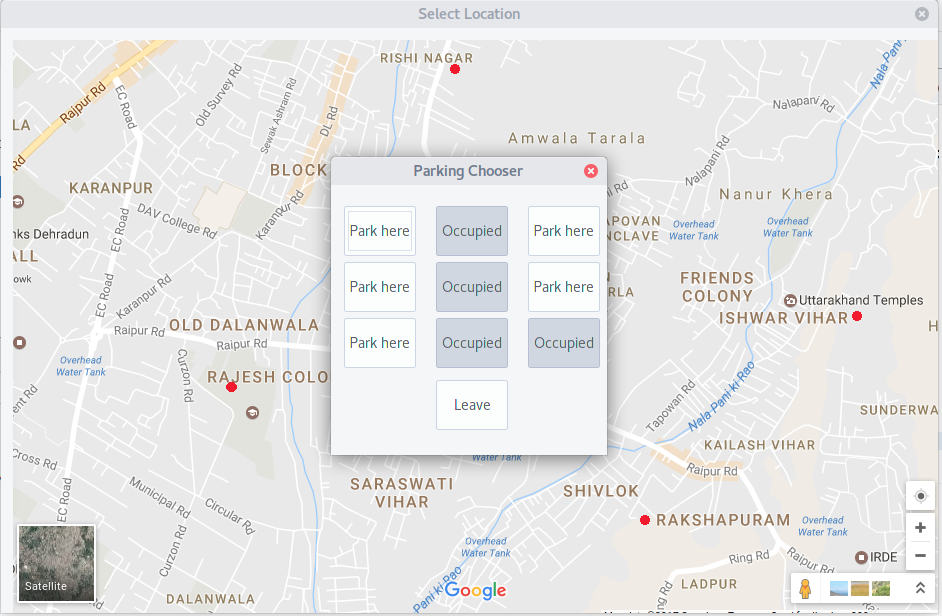 Select Location
RISHI NAGAR
Nala Pani
Rajpur Rd
EC Road
Old Survey Rd
Sewak Ashram Rd
DL Rd
Nalapani Rd
LA
Amwala Tarala
Rd
BLOCK
Parking Chooser
Nalapani Rd
KARANPUR
ni Rd
Nanur Khera
DAV College Rd
Karanpur Rd
Park here
Occupied
Park here
APOVAN
NCLAVE
Overhead
Water Tank
Overhead
Water Tank
nks Dehradun
EC Road
ALL
owk
Karanpur Rd
Park here
Occupied
Park here
RLA
FRIENDS
COLONY
Uttarakhand Temples
ISHWAR VIHAR
OLD DALANWALA
Raipur Rd
Raipur Rd
H
Park here
Occupied
Occupied
Overhead
Water Tank
Curzon Rd
RAJESH COLO
Nala Pani ki Rao
Tapowan Rd
ent Rd
Leave
SUNDERWA
KAILASH VIHAR
Cross Rd
Water Tank
Raipur Rd
EC Road
Municipal Rd
Circular Rd
SARASWATI
VIHAR
SHIVLOK
RAKSHAPURAM
Overhead
Water Tank
Curzon Rd
Overhead
Water Tank
Ring Rd
Raipur Rd
IRDE
Satellite
Pani ki Rao
Google
LADPUR
DALANWALA